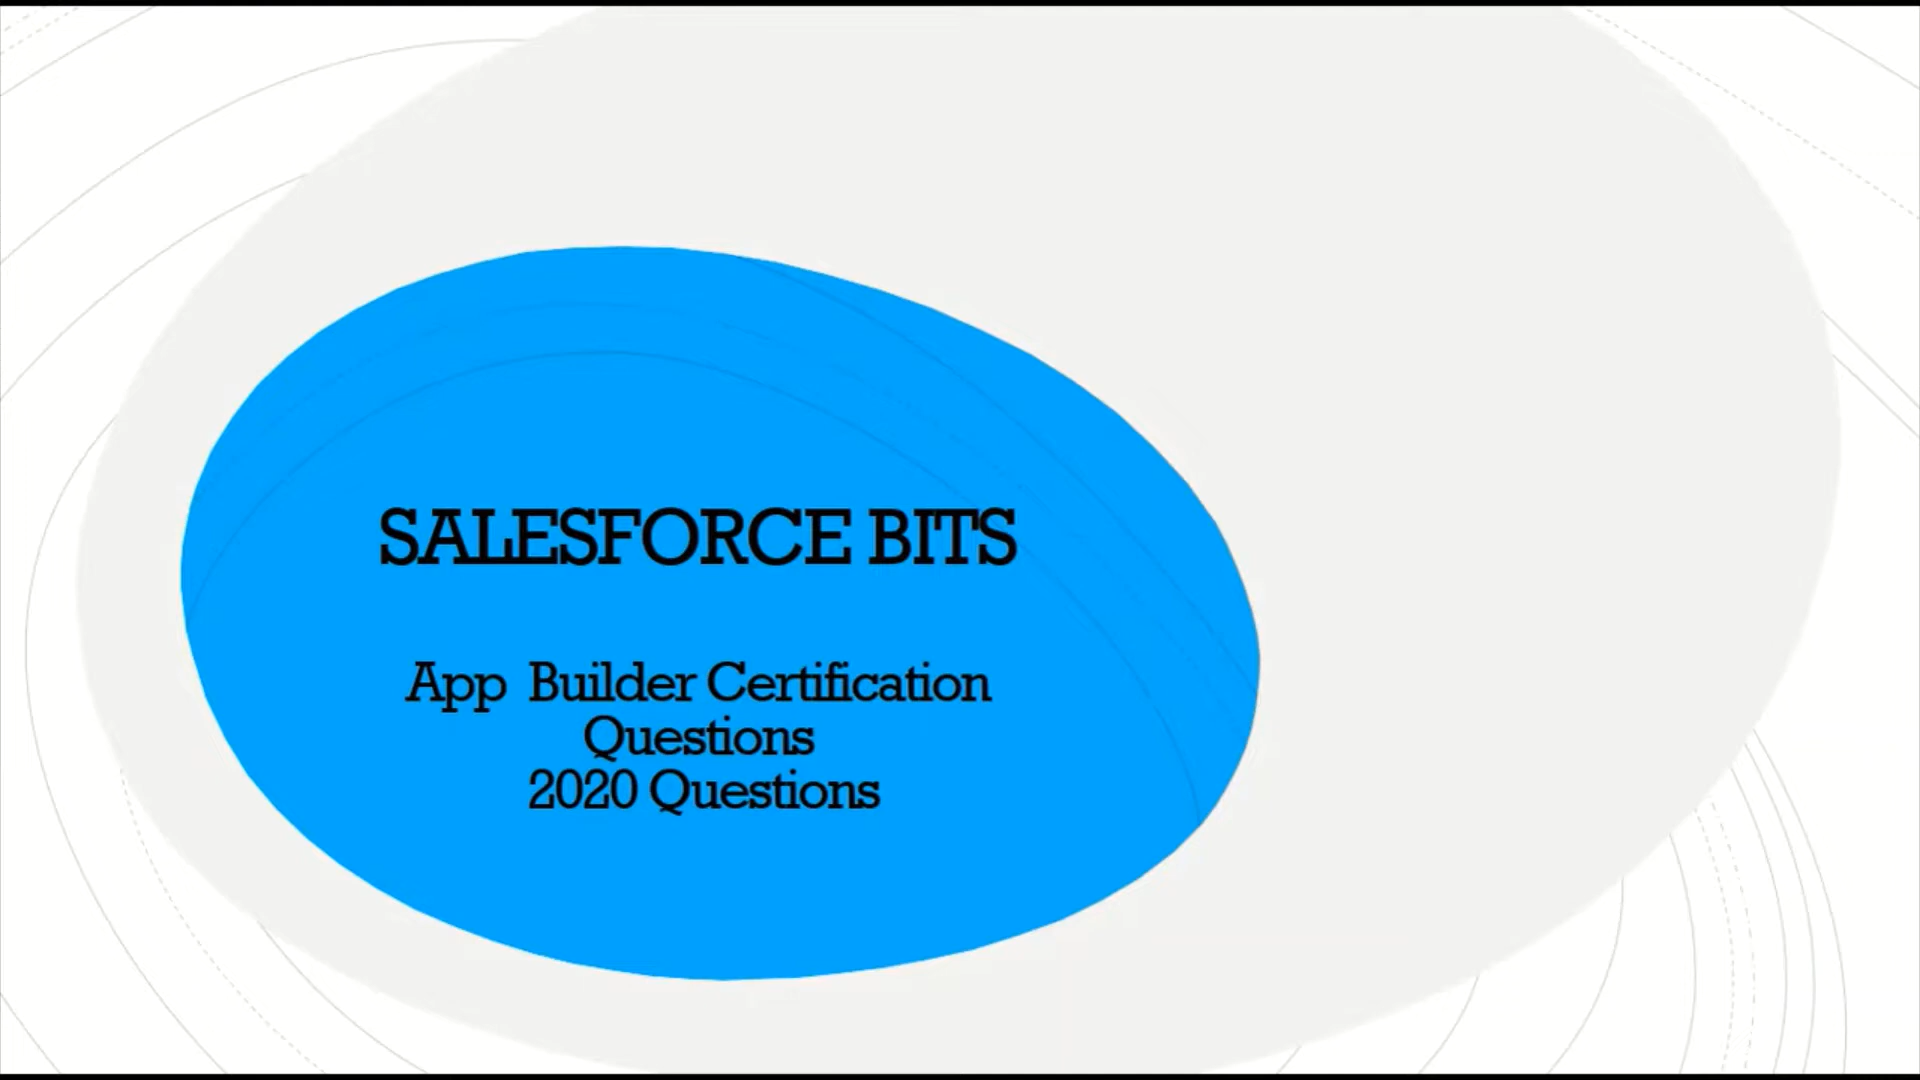 SALESFORCE BITS
App Builder Certification
Questions
2020 Questions